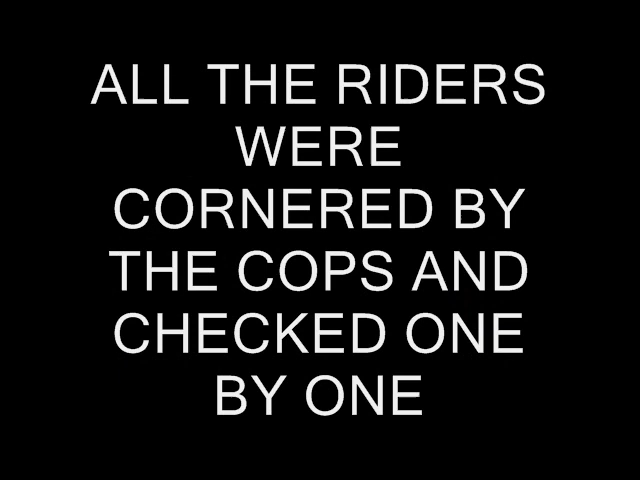 ALL THE RIDERS
WERE
CORNERED BY
THE COPS AND
CHECKED ONE
BY ONE